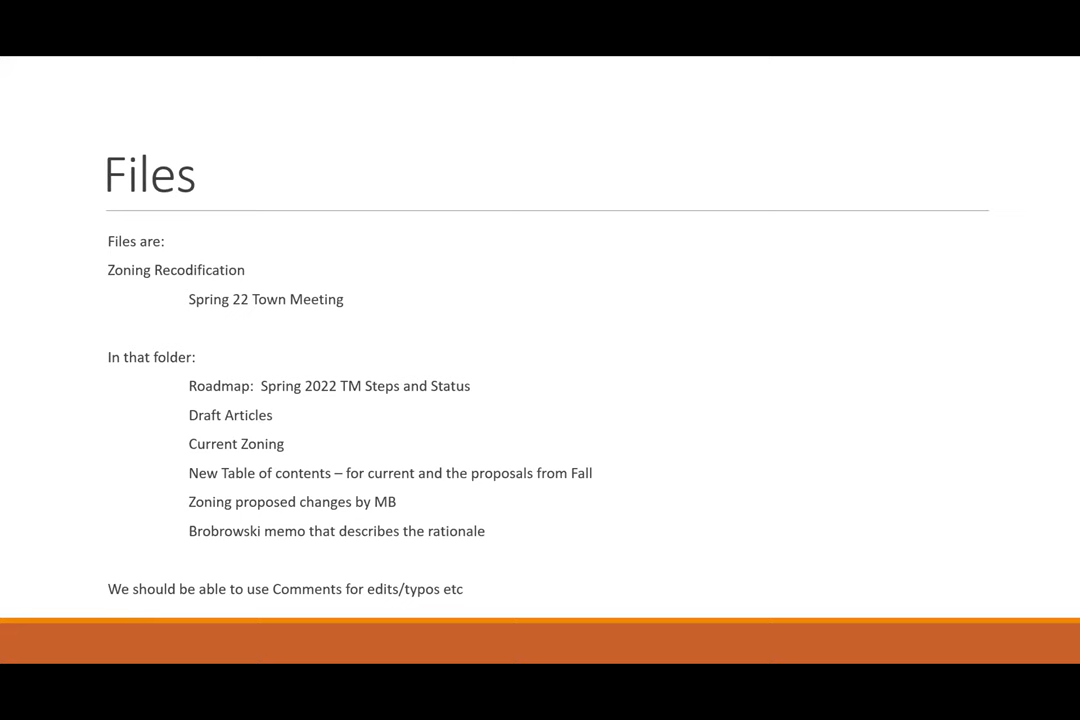 Files
Files are:
Zoning Recodification
Spring 22 Town Meeting
In that folder:
Roadmap:  Spring 2022 TM Steps and Status
Draft Articles
Current Zoning
New Table of contents – for current and the proposals from Fall
Zoning proposed changes by MB
Brobrowski memo that describes the rationale
We should be able to use Comments for edits/typos etc